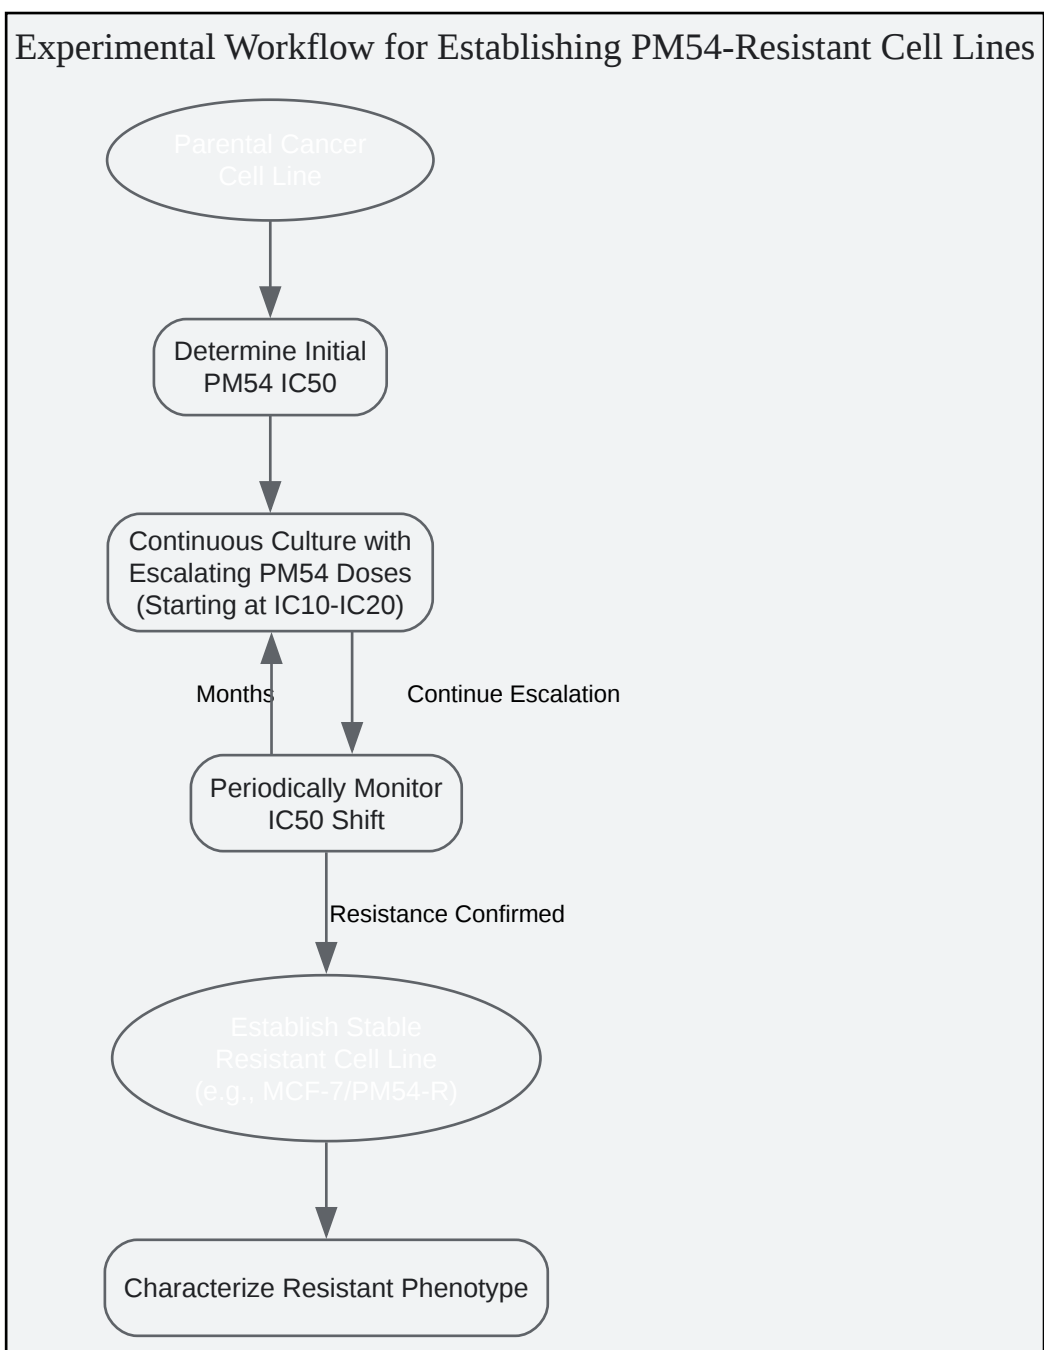 Experimental Workflow for Establishing PM54-Resistant Cell Lines
Parental Cancer
Cell Line
Determine Initial
PM54 IC50
Continuous Culture with
Escalating PM54 Doses
(Starting at IC10-IC20)
Months
Continue Escalation
Periodically Monitor
IC50 Shift
Resistance Confirmed
Establish Stable
Resistant Cell Line
(e.g., MCF-7/PM54-R)
Characterize Resistant Phenotype